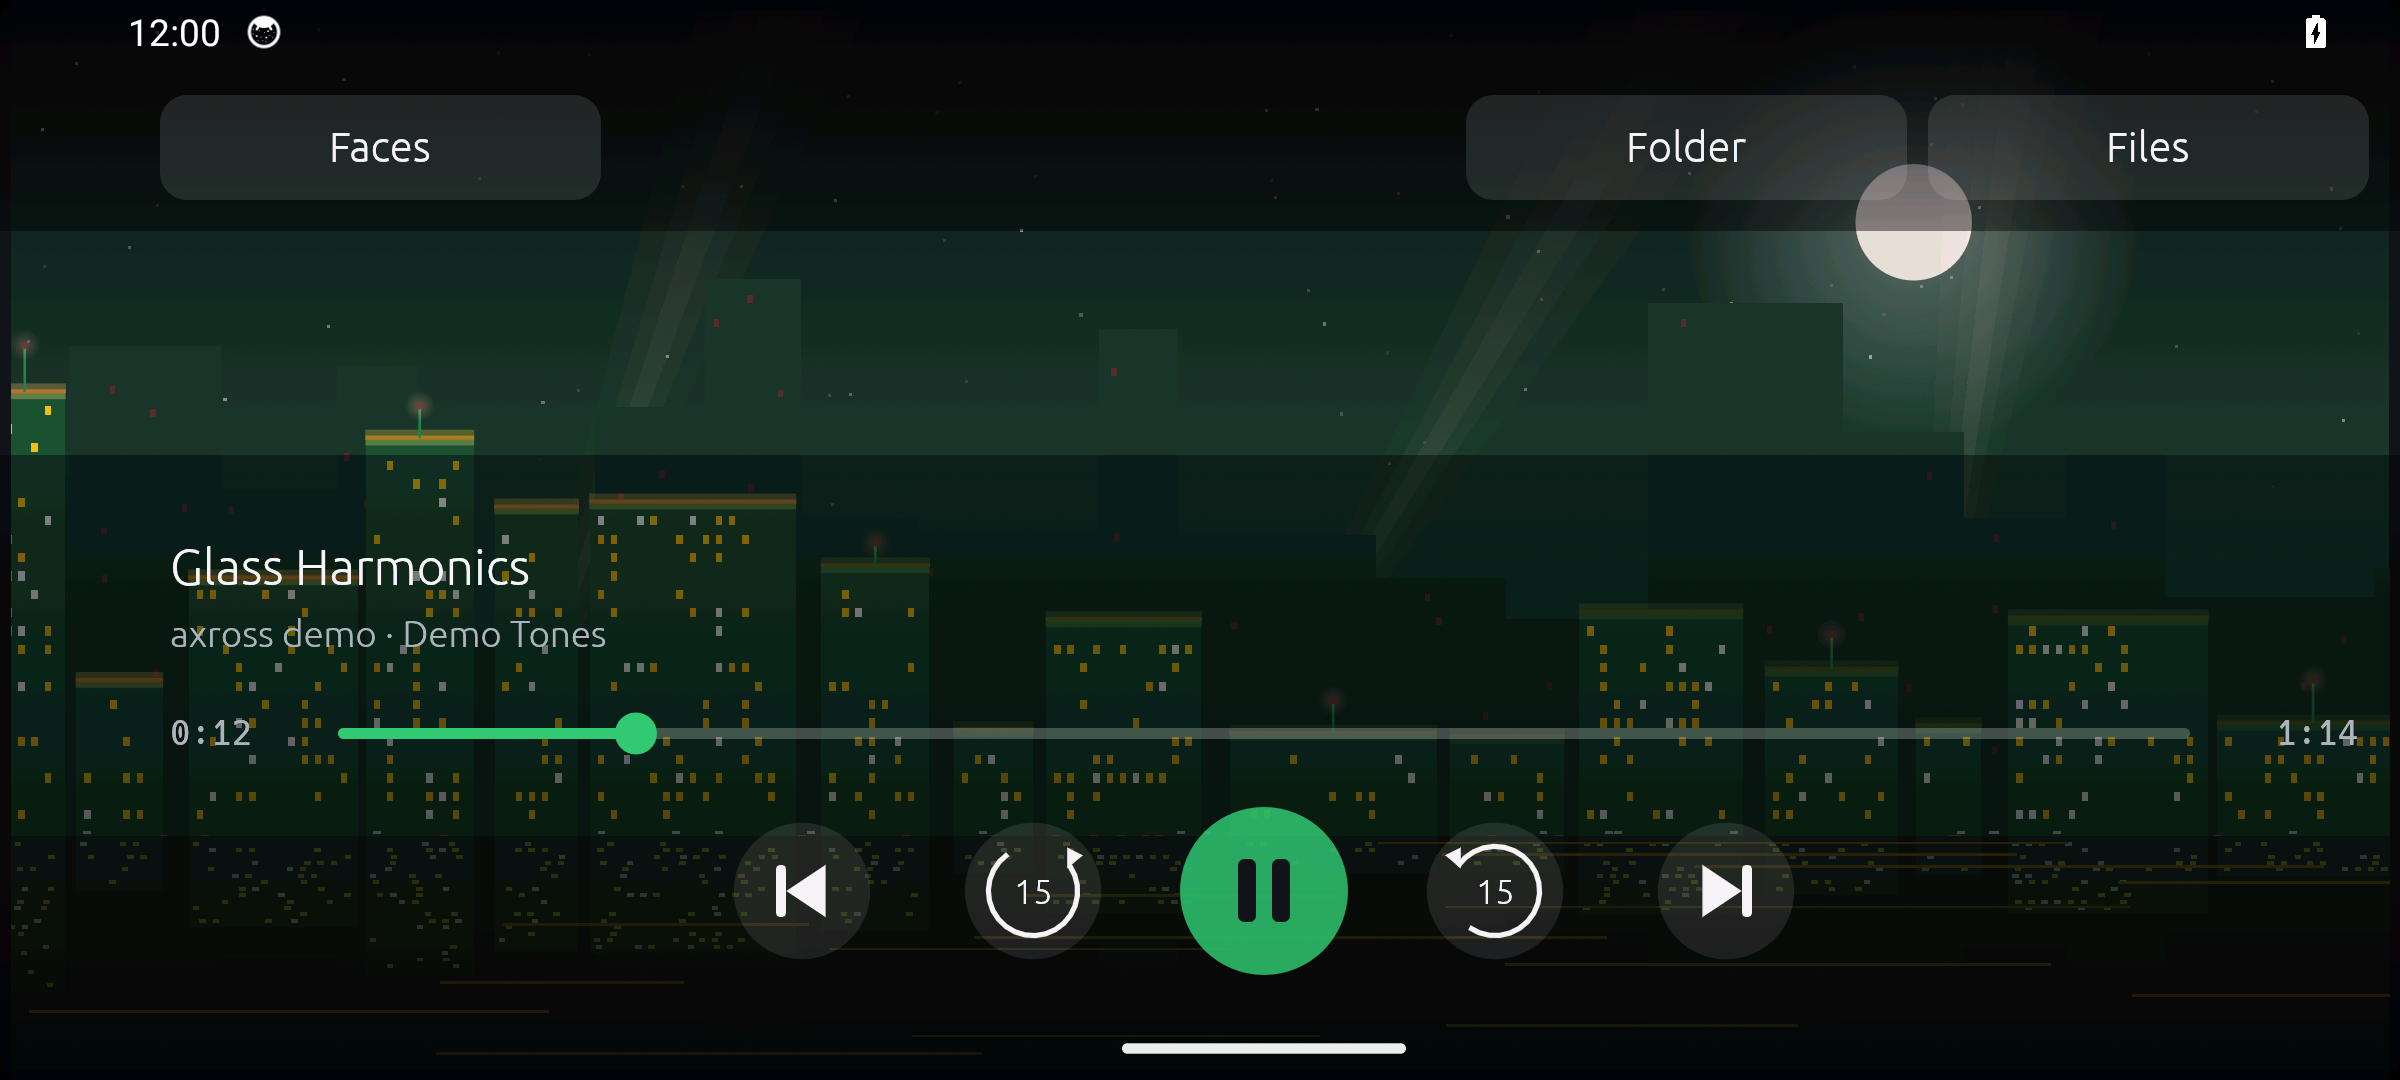 12:00
Faces
Folder
Files
Glass Harmonics
axross demo · Demo Tones
0:12
1:14
15
15